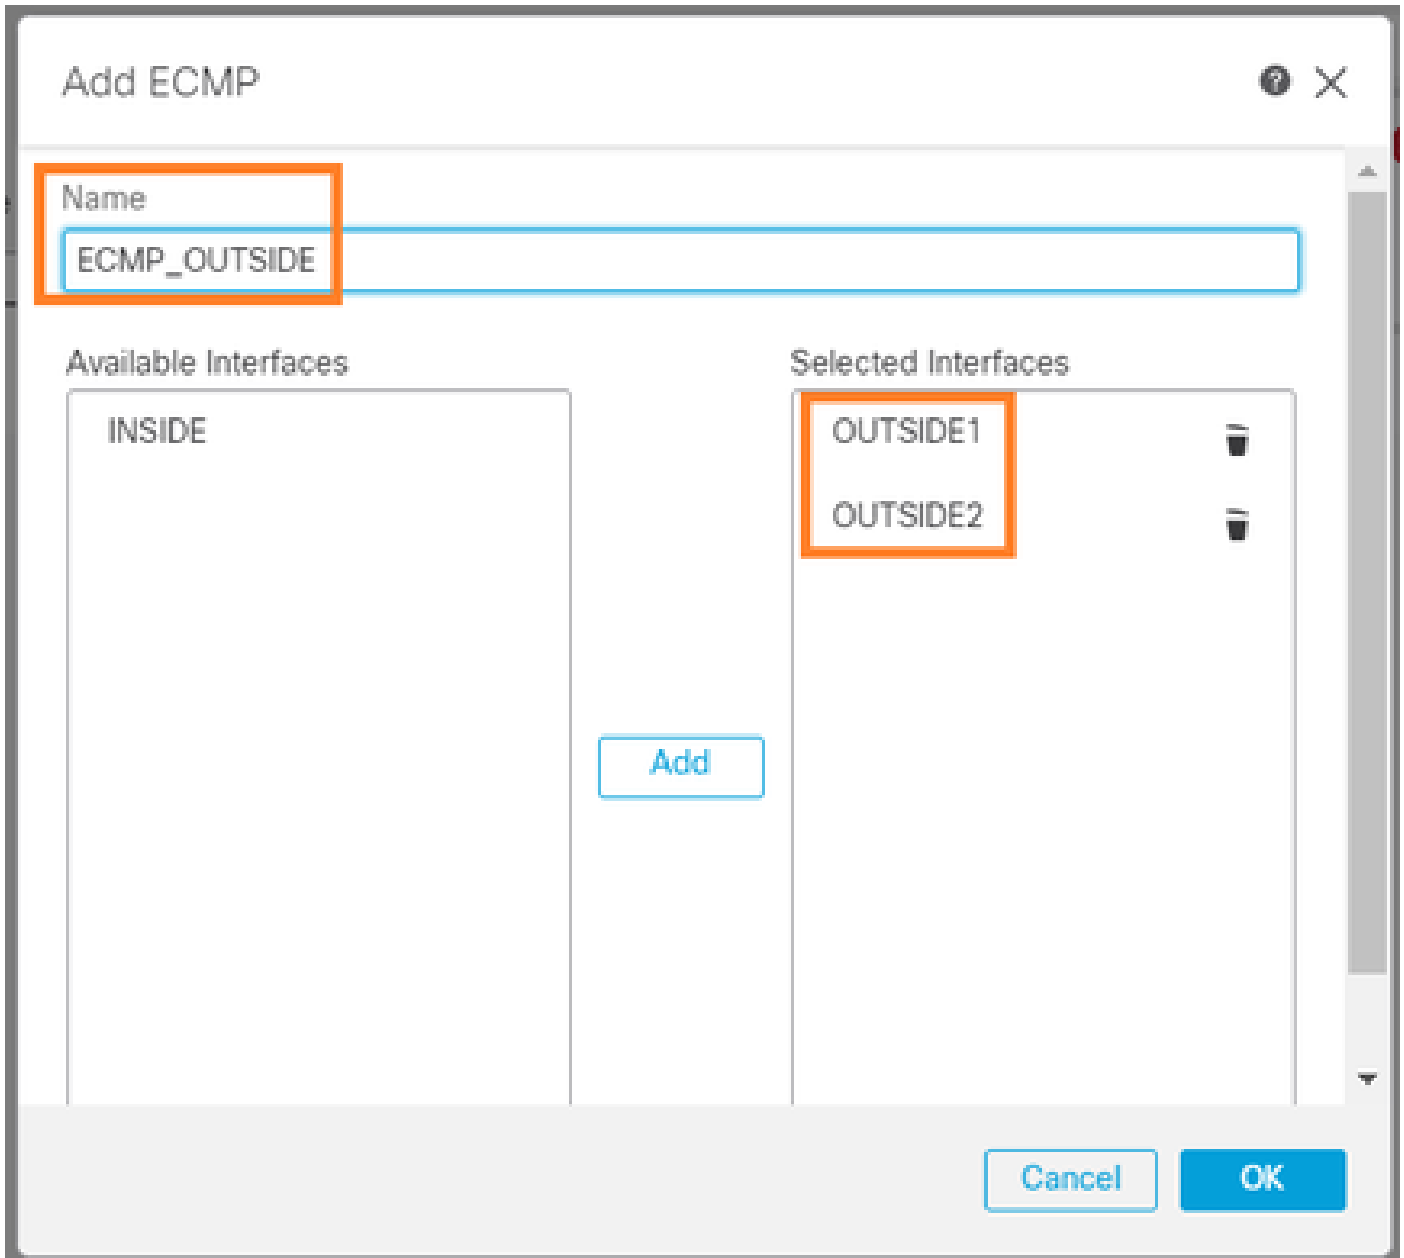 Add ECMP
Name
ECMP_OUTSIDE
Available Interfaces
Selected Interfaces
INSIDE
OUTSIDE1
OUTSIDE2
Add
Cancel
OK